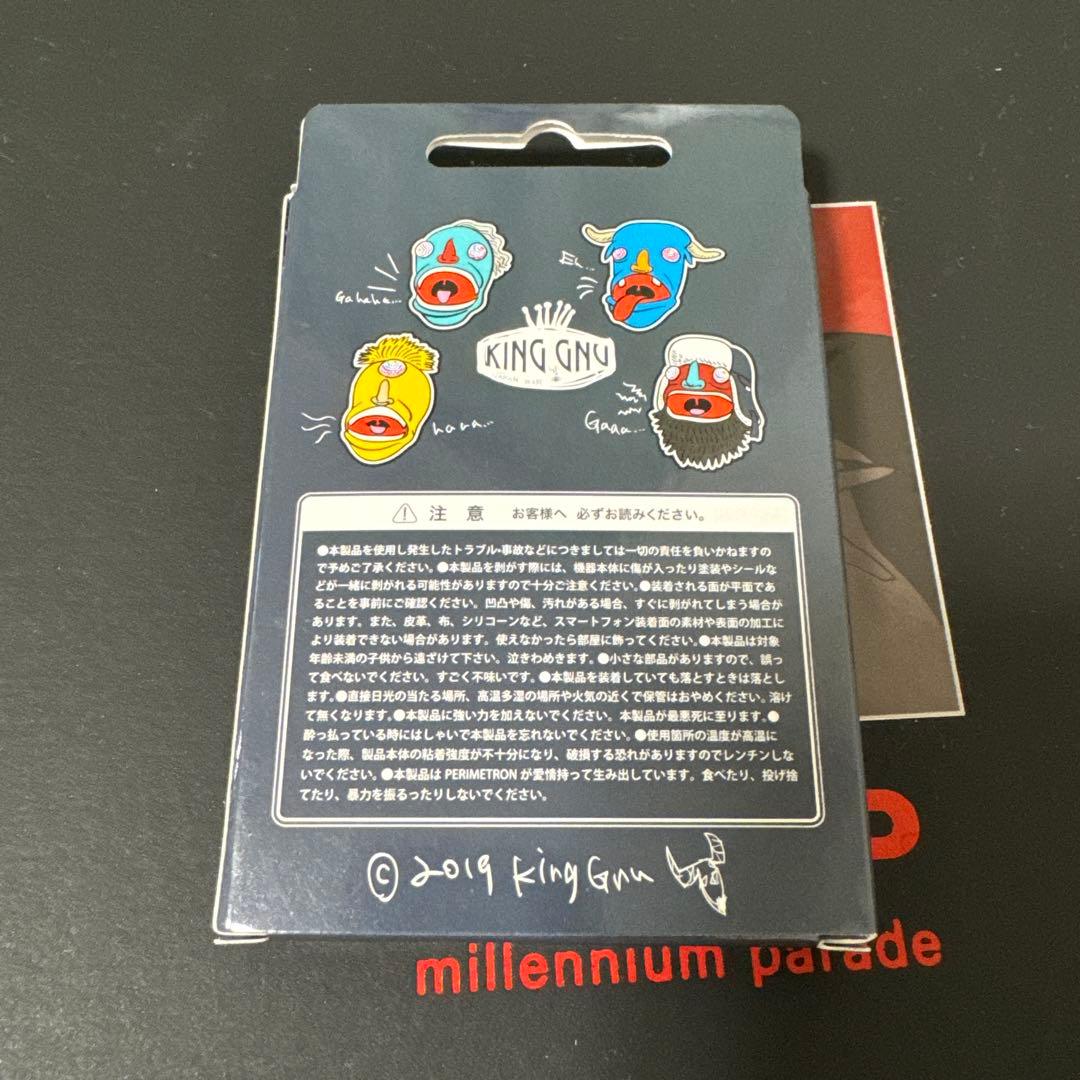 Gahaha...
Eh...
KING GNU
JAPAN MADE
hava...
Gaaa...
注 意 お客様へ 必ずお読みください。
●本製品を使用し発生したトラブル・事故などにつきましては一切の責任を負いかねますの
で予めご了承ください。●本製品を剥がす際には、機器本体に傷が入ったり塗装やシールな
どが一緒に剥がれる可能性がありますので十分ご注意ください。●装着される面が平面であ
ることを事前にご確認ください。凹凸や傷、汚れがある場合、すぐに剥がれてしまう場合が
あります。また、皮革、布、シリコーンなど、スマートフォン装着面の素材や表面の加工に
より装着できない場合があります。使えなかったら部屋に飾ってください。●本製品は対象
年齢未満の子供から遠ざけて下さい。泣きわめきます。●小さな部品がありますので、誤っ
て食べないでください。すごく不味いです。●本製品を装着していても落とすときは落とし
ます。●直接日光の当たる場所、高温多湿の場所や火気の近くで保管はおやめください。溶け
て無くなります。●本製品に強い力を加えないでください。本製品が最悪死に至ります。●
酔っ払っている時にはしゃいで本製品を忘れないでください。●使用箇所の温度が高温に
なった際、製品本体の粘着強度が不十分になり、破損する恐れがありますのでレンチンしな
いでください。●本製品は PERIMETRON が愛情持って生み出しています。食べたり、投げ捨
てたり、暴力を振るったりしないでください。
©2019 King Gnu
millennium parade